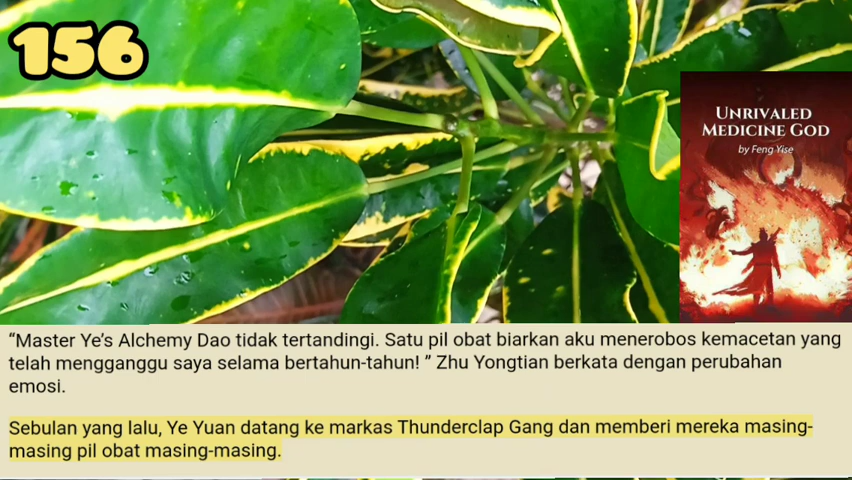 156
UNRIVALED
MEDICINE GOD
by Feng Yise
“Master Ye’s Alchemy Dao tidak tertandingi. Satu pil obat biarkan aku menerobos kemacetan yang
telah mengganggu saya selama bertahun-tahun! ” Zhu Yongtian berkata dengan perubahan
emosi.
Sebulan yang lalu, Ye Yuan datang ke markas Thunderclap Gang dan memberi mereka masing-
masing pil obat masing-masing.